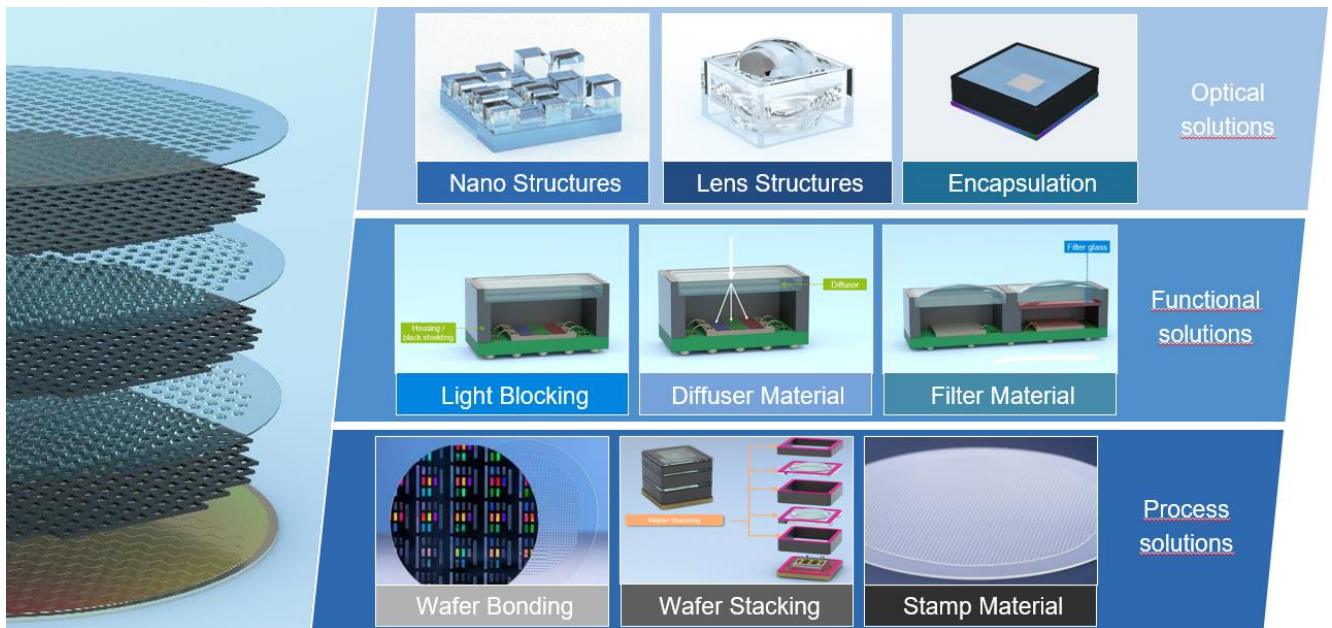 Optical
solutions
Nano Structures
Lens Structures
Encapsulation
Functional
solutions
Housing /
black shielding
Diffusor
Filter glass
Light Blocking
Diffuser Material
Filter Material
Process
solutions
Wafer Stacking
Wafer Bonding
Wafer Stacking
Stamp Material